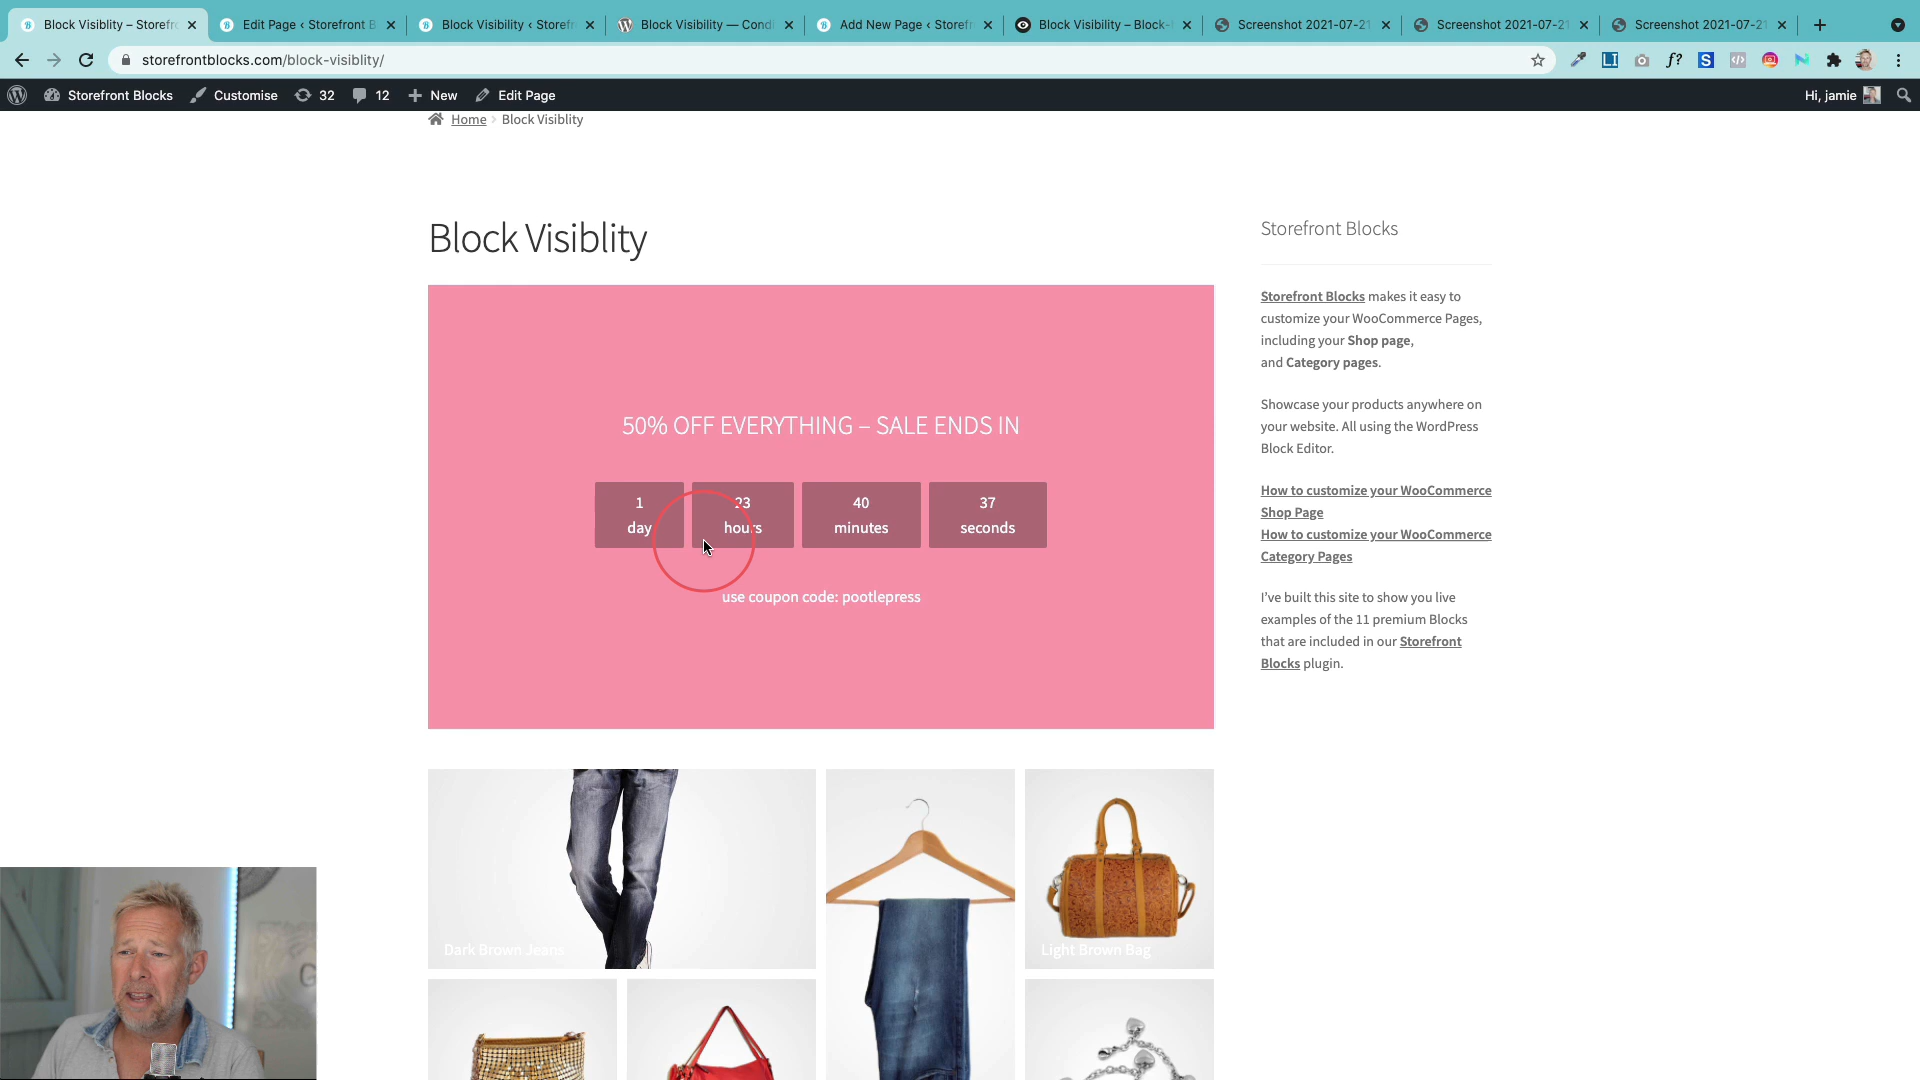 Block Visiblity – Storefr
Edit Page ‹ Storefront B
Block Visibility ‹ Storefr
Block Visibility — Cond
Add New Page ‹ Storef
Block Visibility – Block-
Screenshot 2021-07-21
Screenshot 2021-07-21
Screenshot 2021-07-21
storefrontblocks.com/block-visiblity/
Storefront Blocks
Customise
32
12
New
Edit Page
Hi, jamie
Home
Block Visiblity
Block Visiblity
50% OFF EVERYTHING – SALE ENDS IN
1
day
23
hours
40
minutes
37
seconds
use coupon code: pootlepress
Dark Brown Jeans
Light Brown Bag
Storefront Blocks
Storefront Blocks makes it easy to
customize your WooCommerce Pages,
including your Shop page,
and Category pages.
Showcase your products anywhere on
your website. All using the WordPress
Block Editor.
How to customize your WooCommerce
Shop Page
How to customize your WooCommerce
Category Pages
I've built this site to show you live
examples of the 11 premium Blocks
that are included in our Storefront
Blocks plugin.